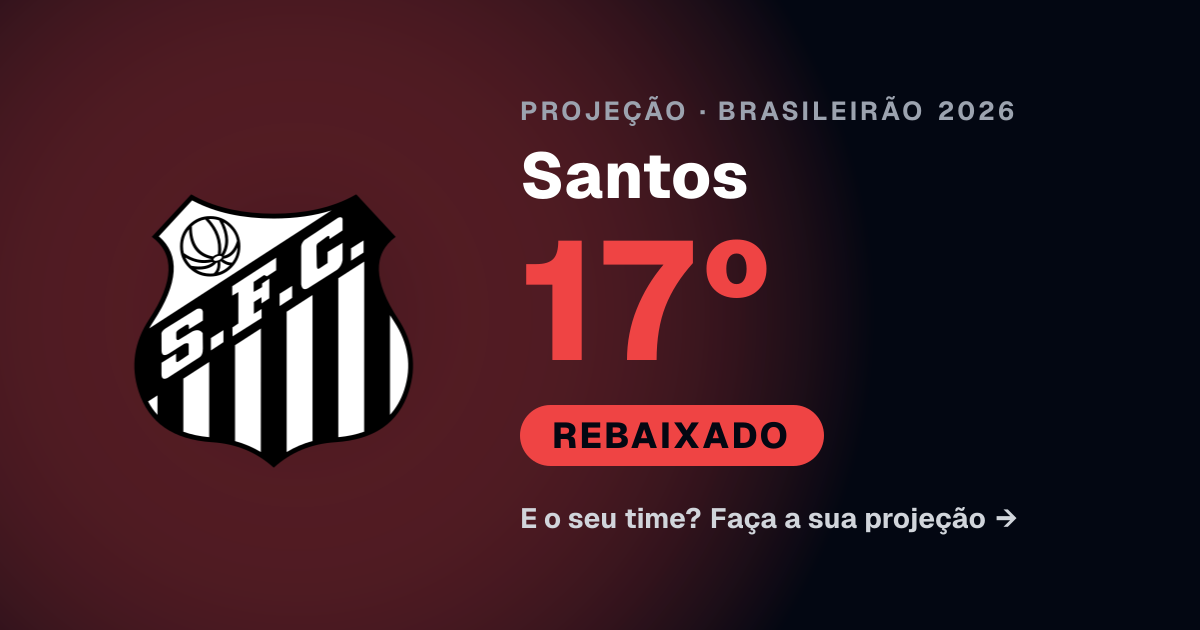 PROJEÇÃO · BRASILEIRÃO 2026
Santos
17º
S.F.C.
REBAIXADO
E o seu time? Faça a sua projeção →